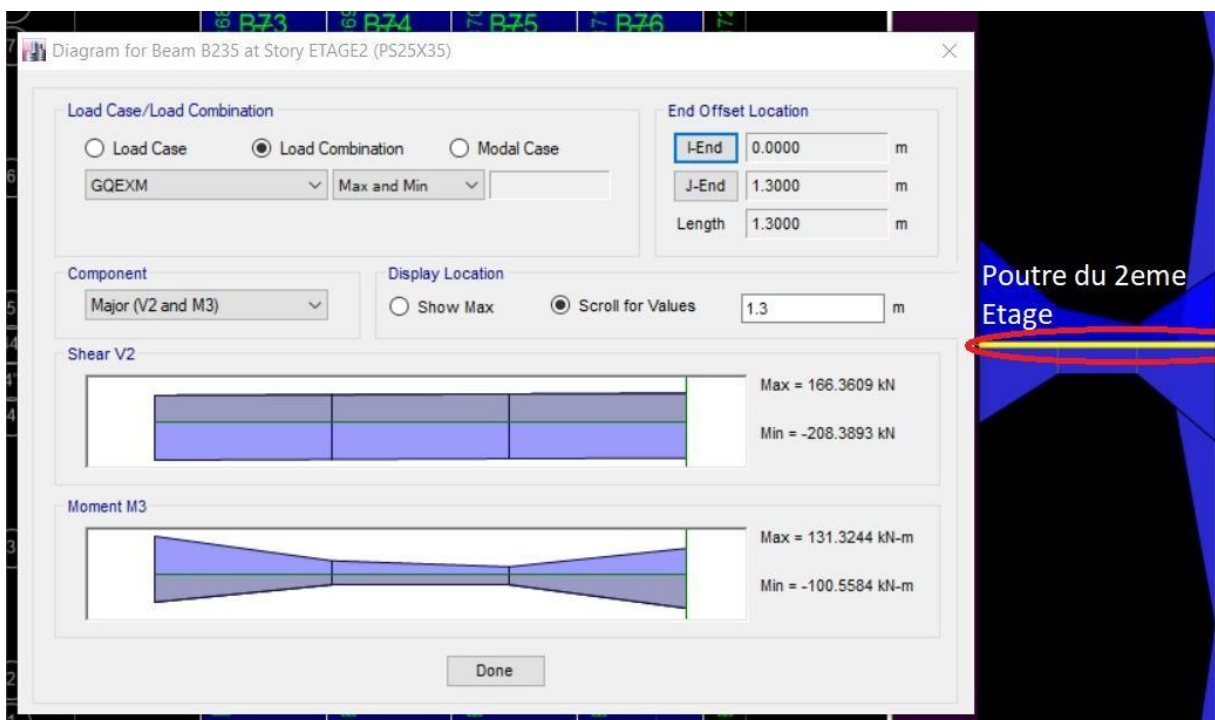 B73 B74 B75 B76
Diagram for Beam B235 at Story ETAGE2 (PS25X35)
Load Case/Load Combination
Load Case Load Combination Modal Case
GQEXM Max and Min
End Offset Location
I-End 0.0000 m
J-End 1.3000 m
Length 1.3000 m
Component
Major (V2 and M3)
Display Location
Show Max Scroll for Values 1.3 m
Poutre du 2eme
Etage
Shear V2
Max = 166.3609 kN
Min = -208.3893 kN
Moment M3
Max = 131.3244 kN-m
Min = -100.5584 kN-m
Done